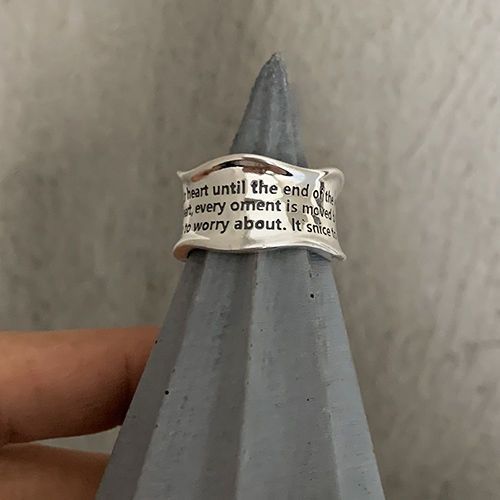 heart until the end of the
every oment is moved
to worry about. It snice